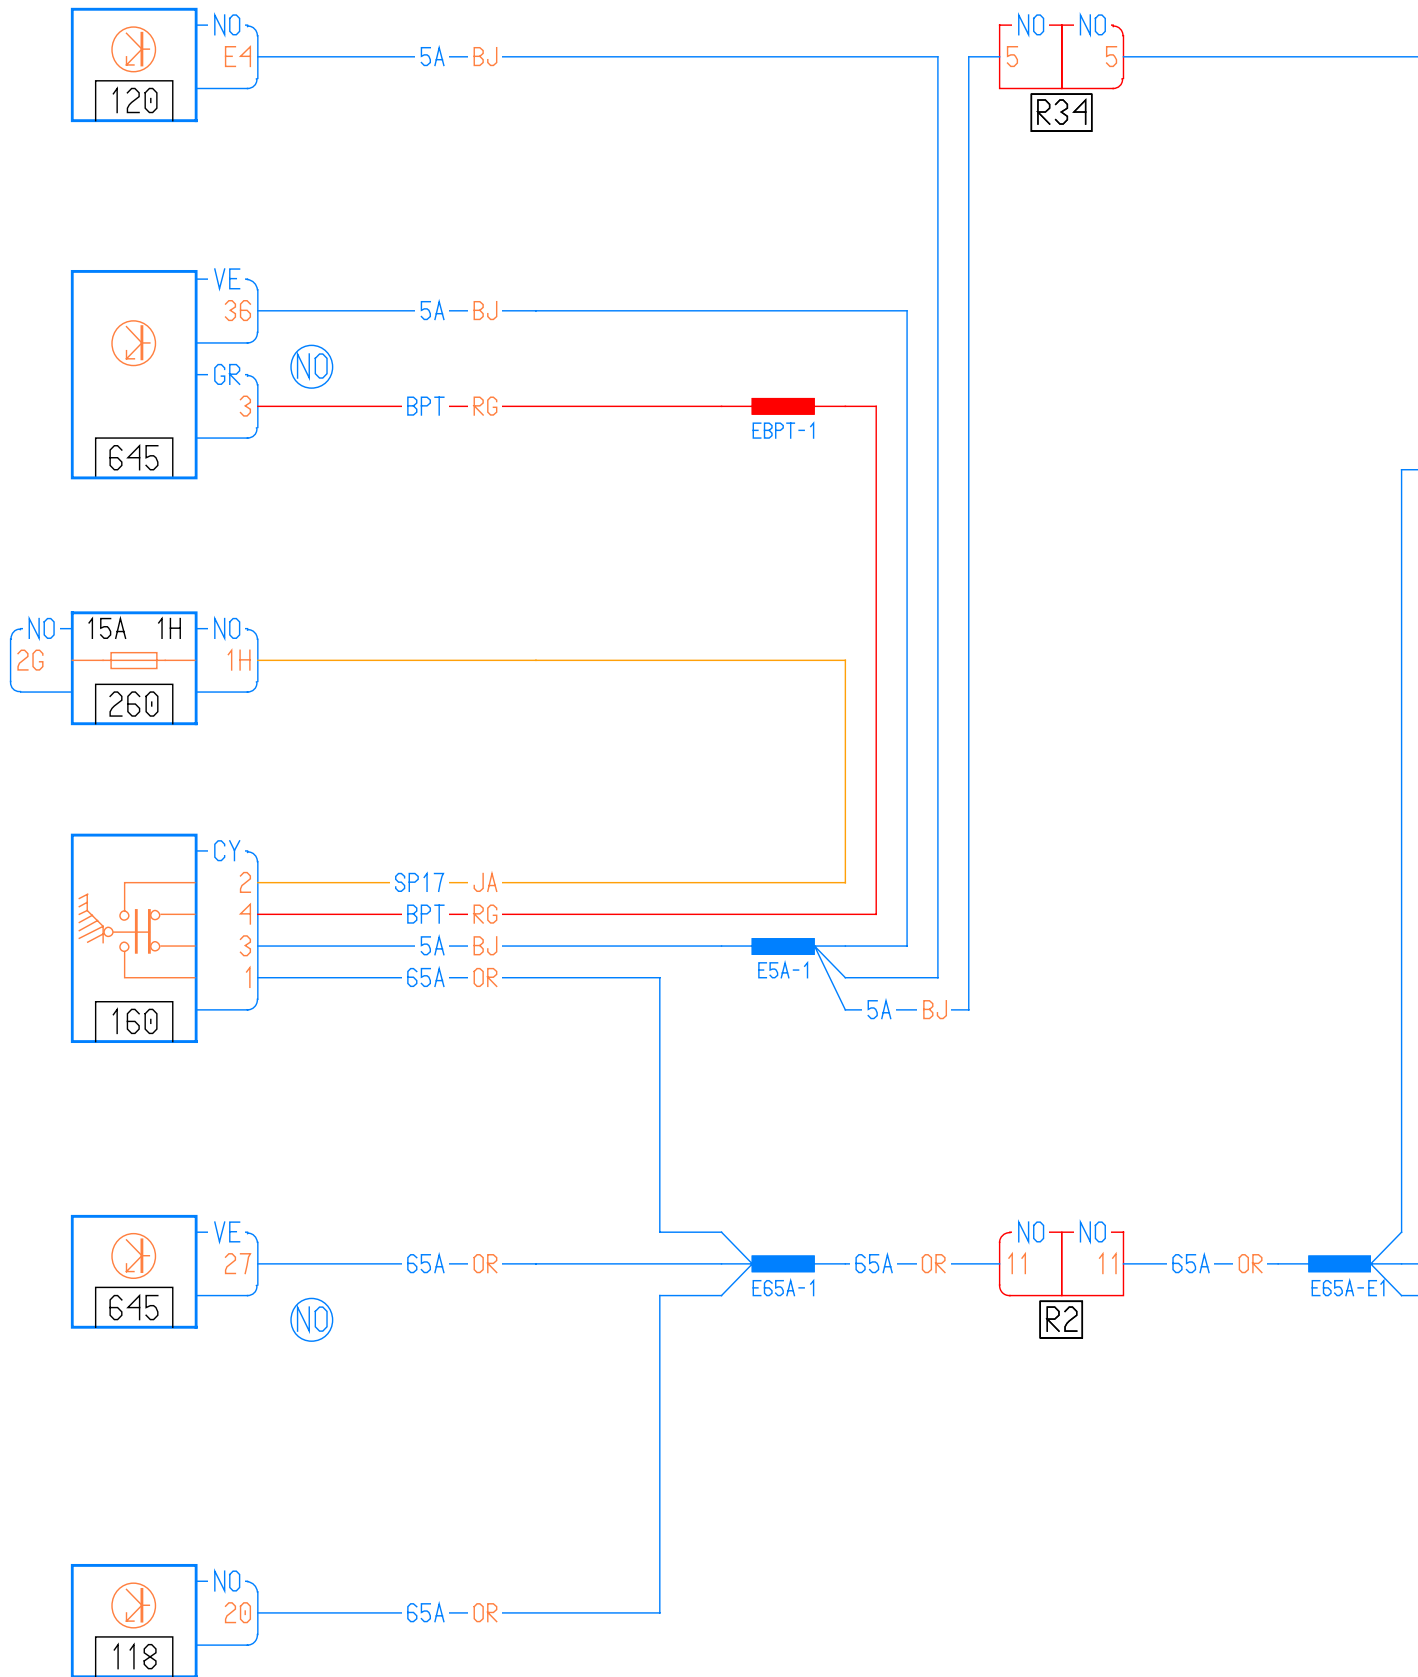 NO
E4 5A BJ
120
NO NO
5 5
R34
VE
36 5A BJ
NO
GR
3 BPT RG
EBPT-1
645
NO 15A 1H NO
2G 1H
260
CY
2 SP17 JA
4 BPT RG
3 5A BJ
E5A-1
1 65A OR
5A BJ
160
VE
27 65A OR
E65A-1
65A OR
NO NO
11 11
R2
65A OR
E65A-E1
645
NO
NO
20 65A OR
118